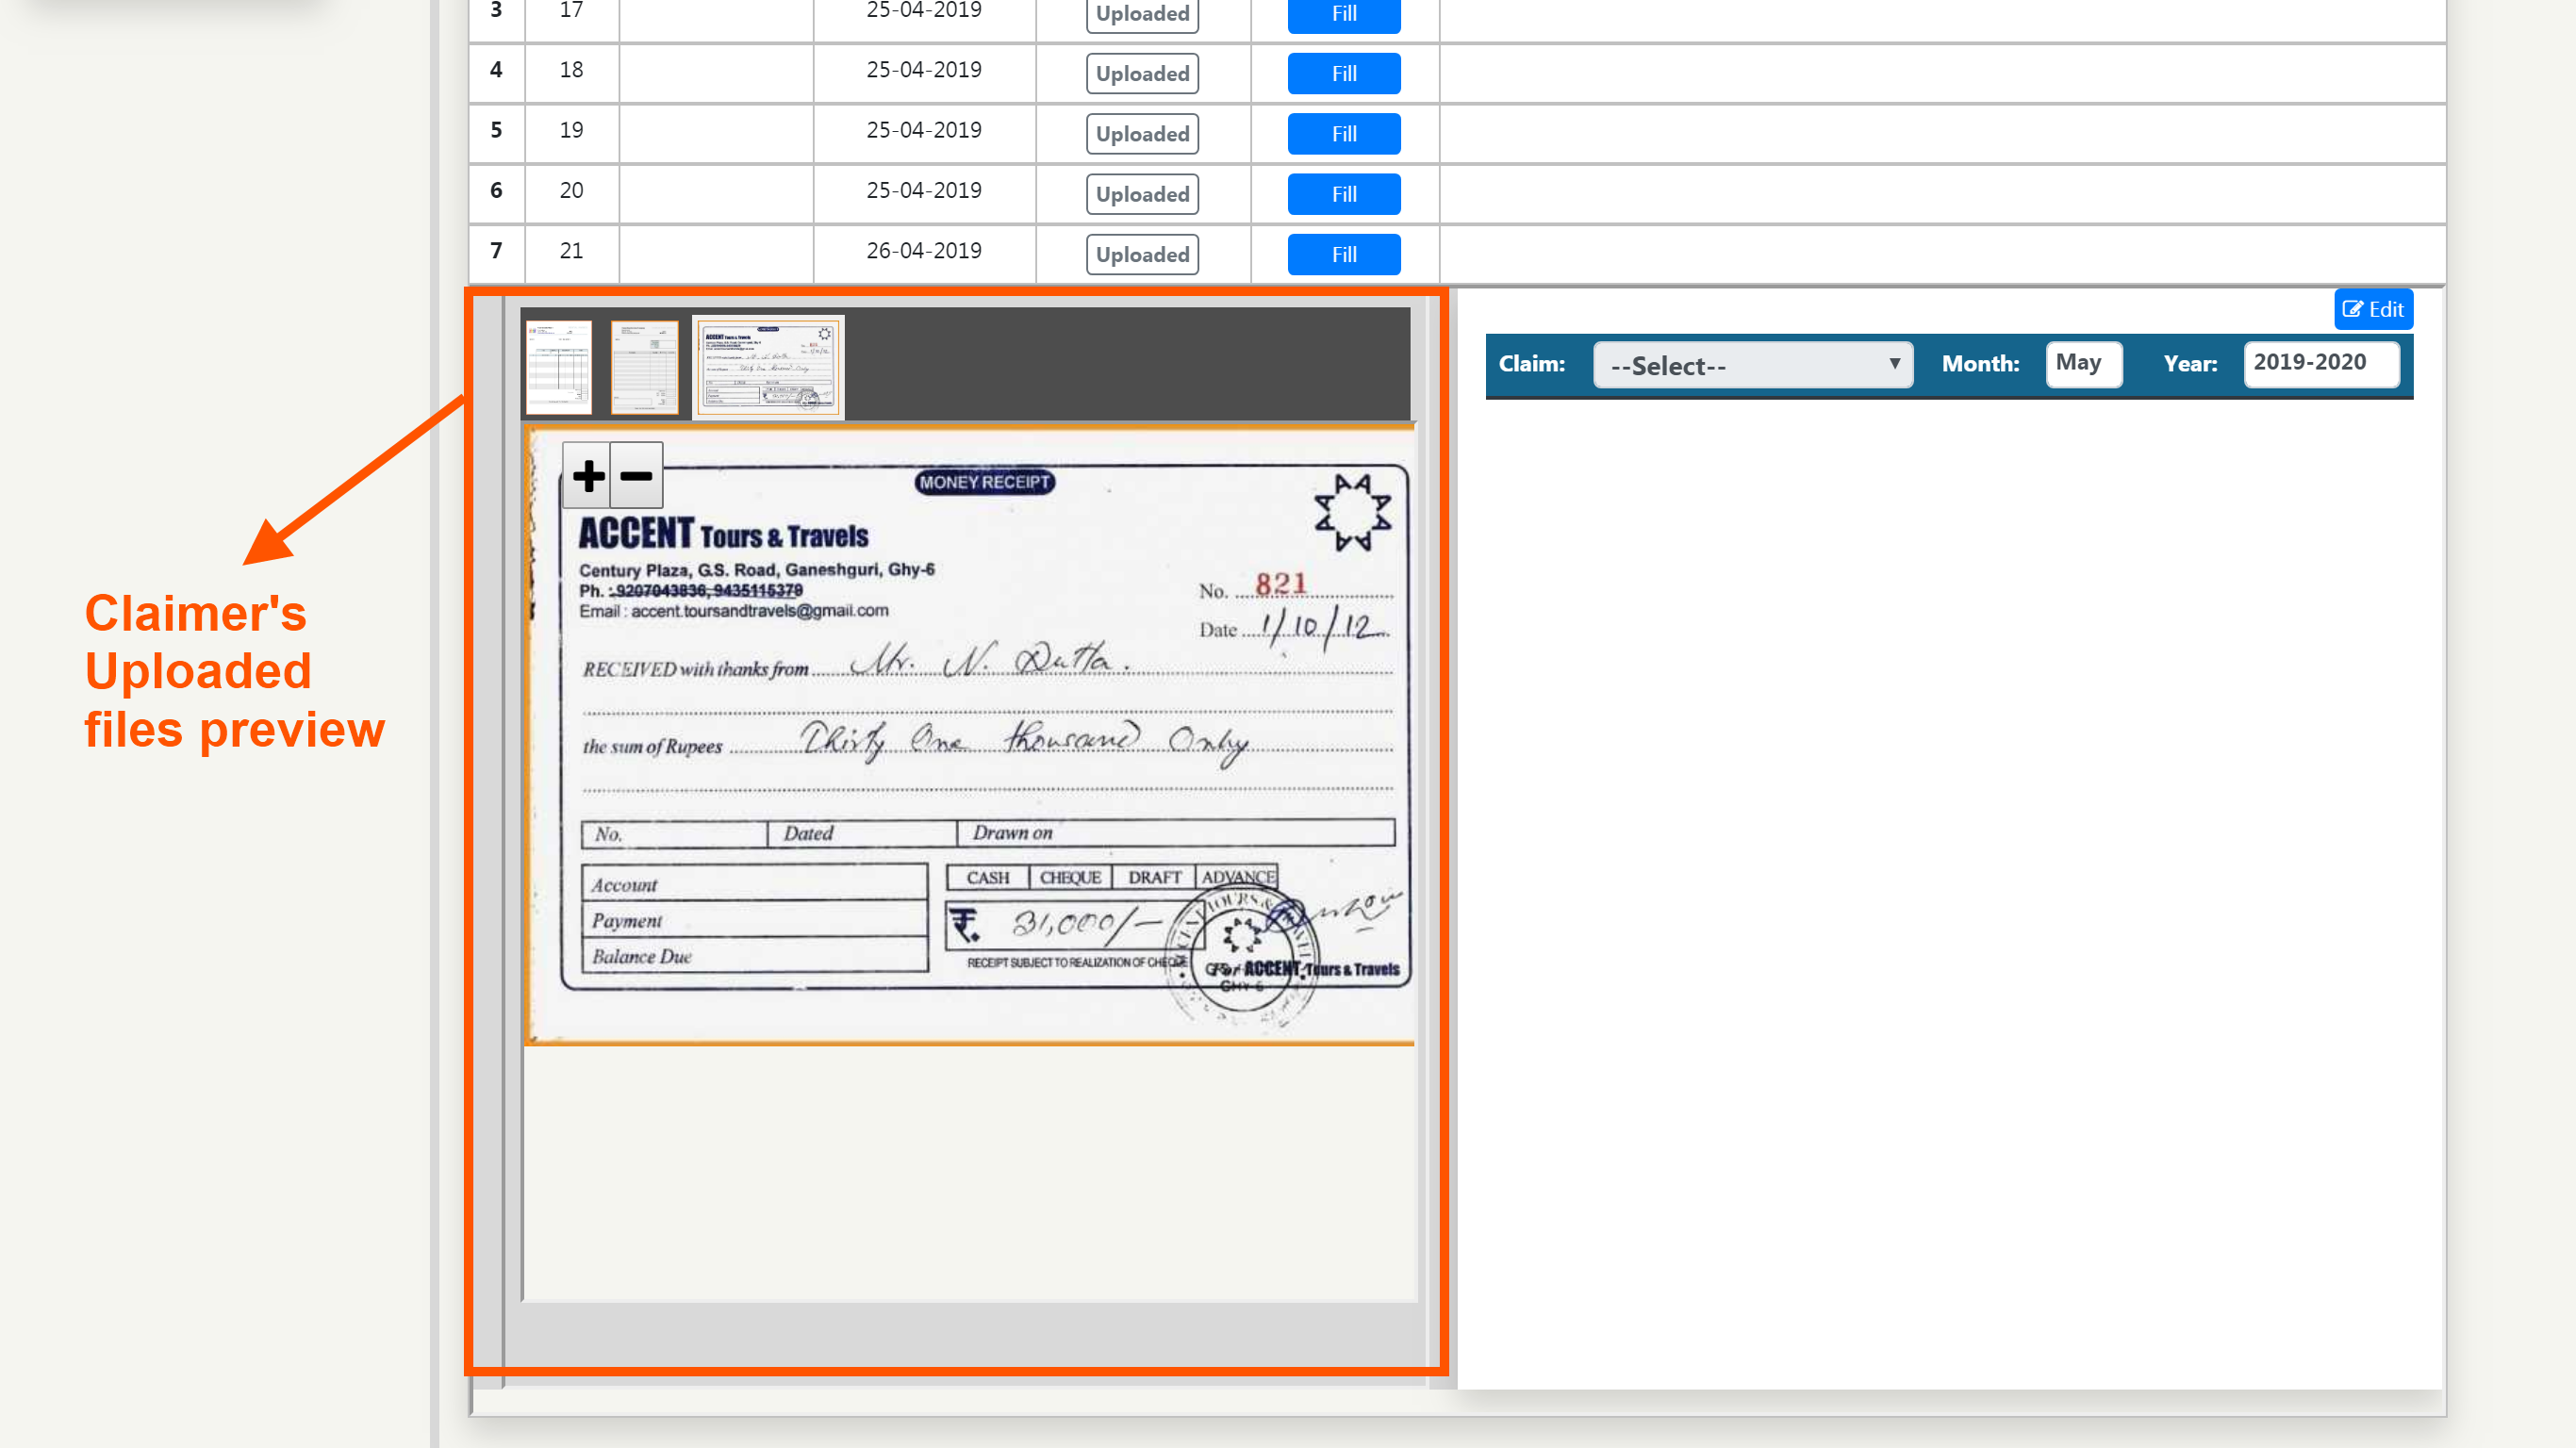 3 17 25-04-2019 Uploaded Fill
4 18 25-04-2019 Uploaded Fill
5 19 25-04-2019 Uploaded Fill
6 20 25-04-2019 Uploaded Fill
7 21 26-04-2019 Uploaded Fill
Edit
Claim: --Select-- Month: May Year: 2019-2020
Claimer's
Uploaded
files preview
MONEY RECEIPT
ACCENT Tours & Travels
Century Plaza, G.S. Road, Ganeshguri, Ghy-6
Ph. : 9207043836, 9435115379
Email : accent.toursandtravels@gmail.com
No. 821
Date 1/10/12
RECEIVED with thanks from Mr. N. Dutta.
the sum of Rupees Thirty One thousand Only
No. Dated Drawn on
Account
Payment
Balance Due
CASH CHEQUE DRAFT ADVANCE
₹. 31,000/-
RECEIPT SUBJECT TO REALIZATION OF CHEQUE
For ACCENT Tours & Travels
GHY-6